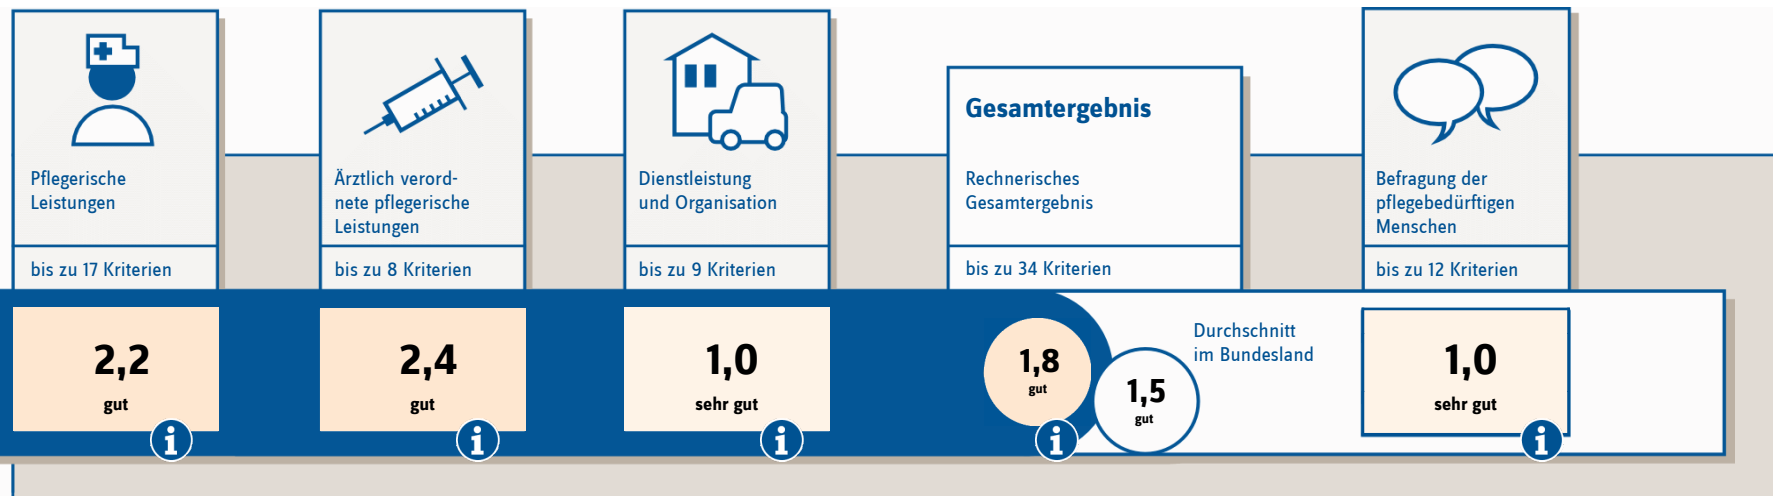 Pflegerische
Leistungen
bis zu 17 Kriterien
2,2
gut
i
Ärztlich verord-
nete pflegerische
Leistungen
bis zu 8 Kriterien
2,4
gut
i
Dienstleistung
und Organisation
bis zu 9 Kriterien
1,0
sehr gut
i
Gesamtergebnis
Rechnerisches
Gesamtergebnis
bis zu 34 Kriterien
1,8
gut
i
Durchschnitt
im Bundesland
1,5
gut
Befragung der
pflegebedürftigen
Menschen
bis zu 12 Kriterien
1,0
sehr gut
i